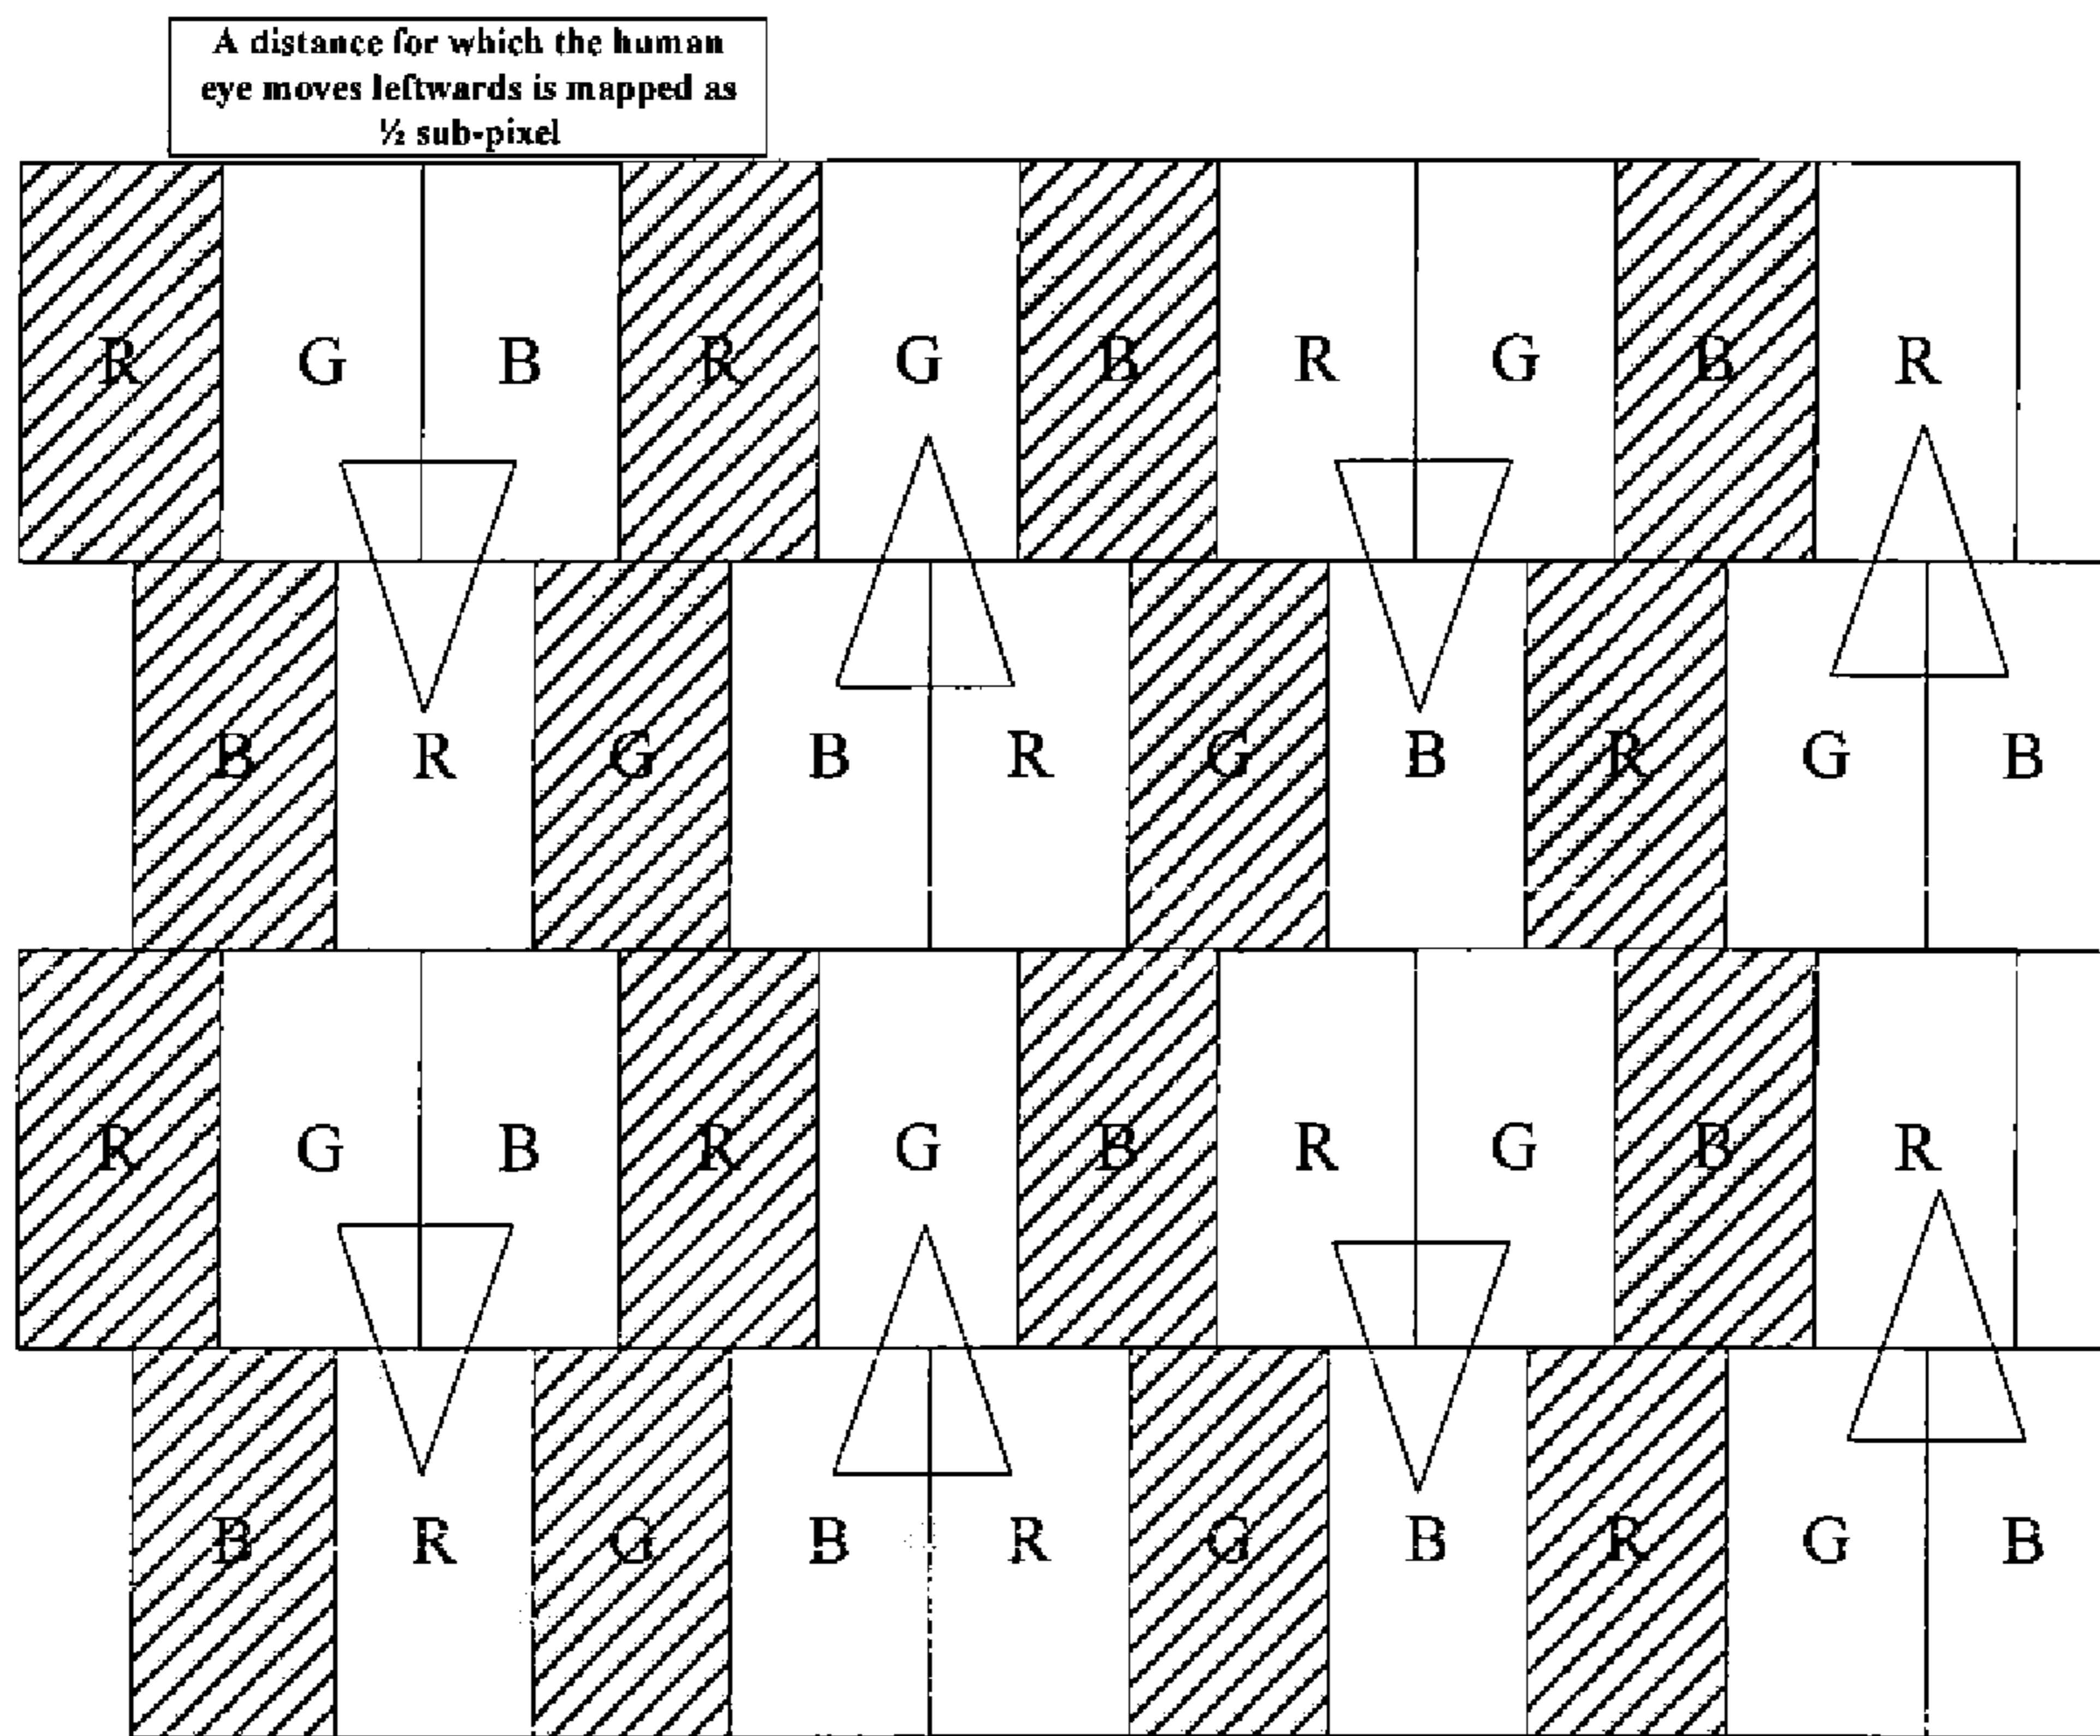 A distance for which the human
eye moves leftwards is mapped as
½ sub-pixel
R G B R G B R G B R
B R G B R G B R G B
R G B R G B R G B R
B R G B R G B R G B